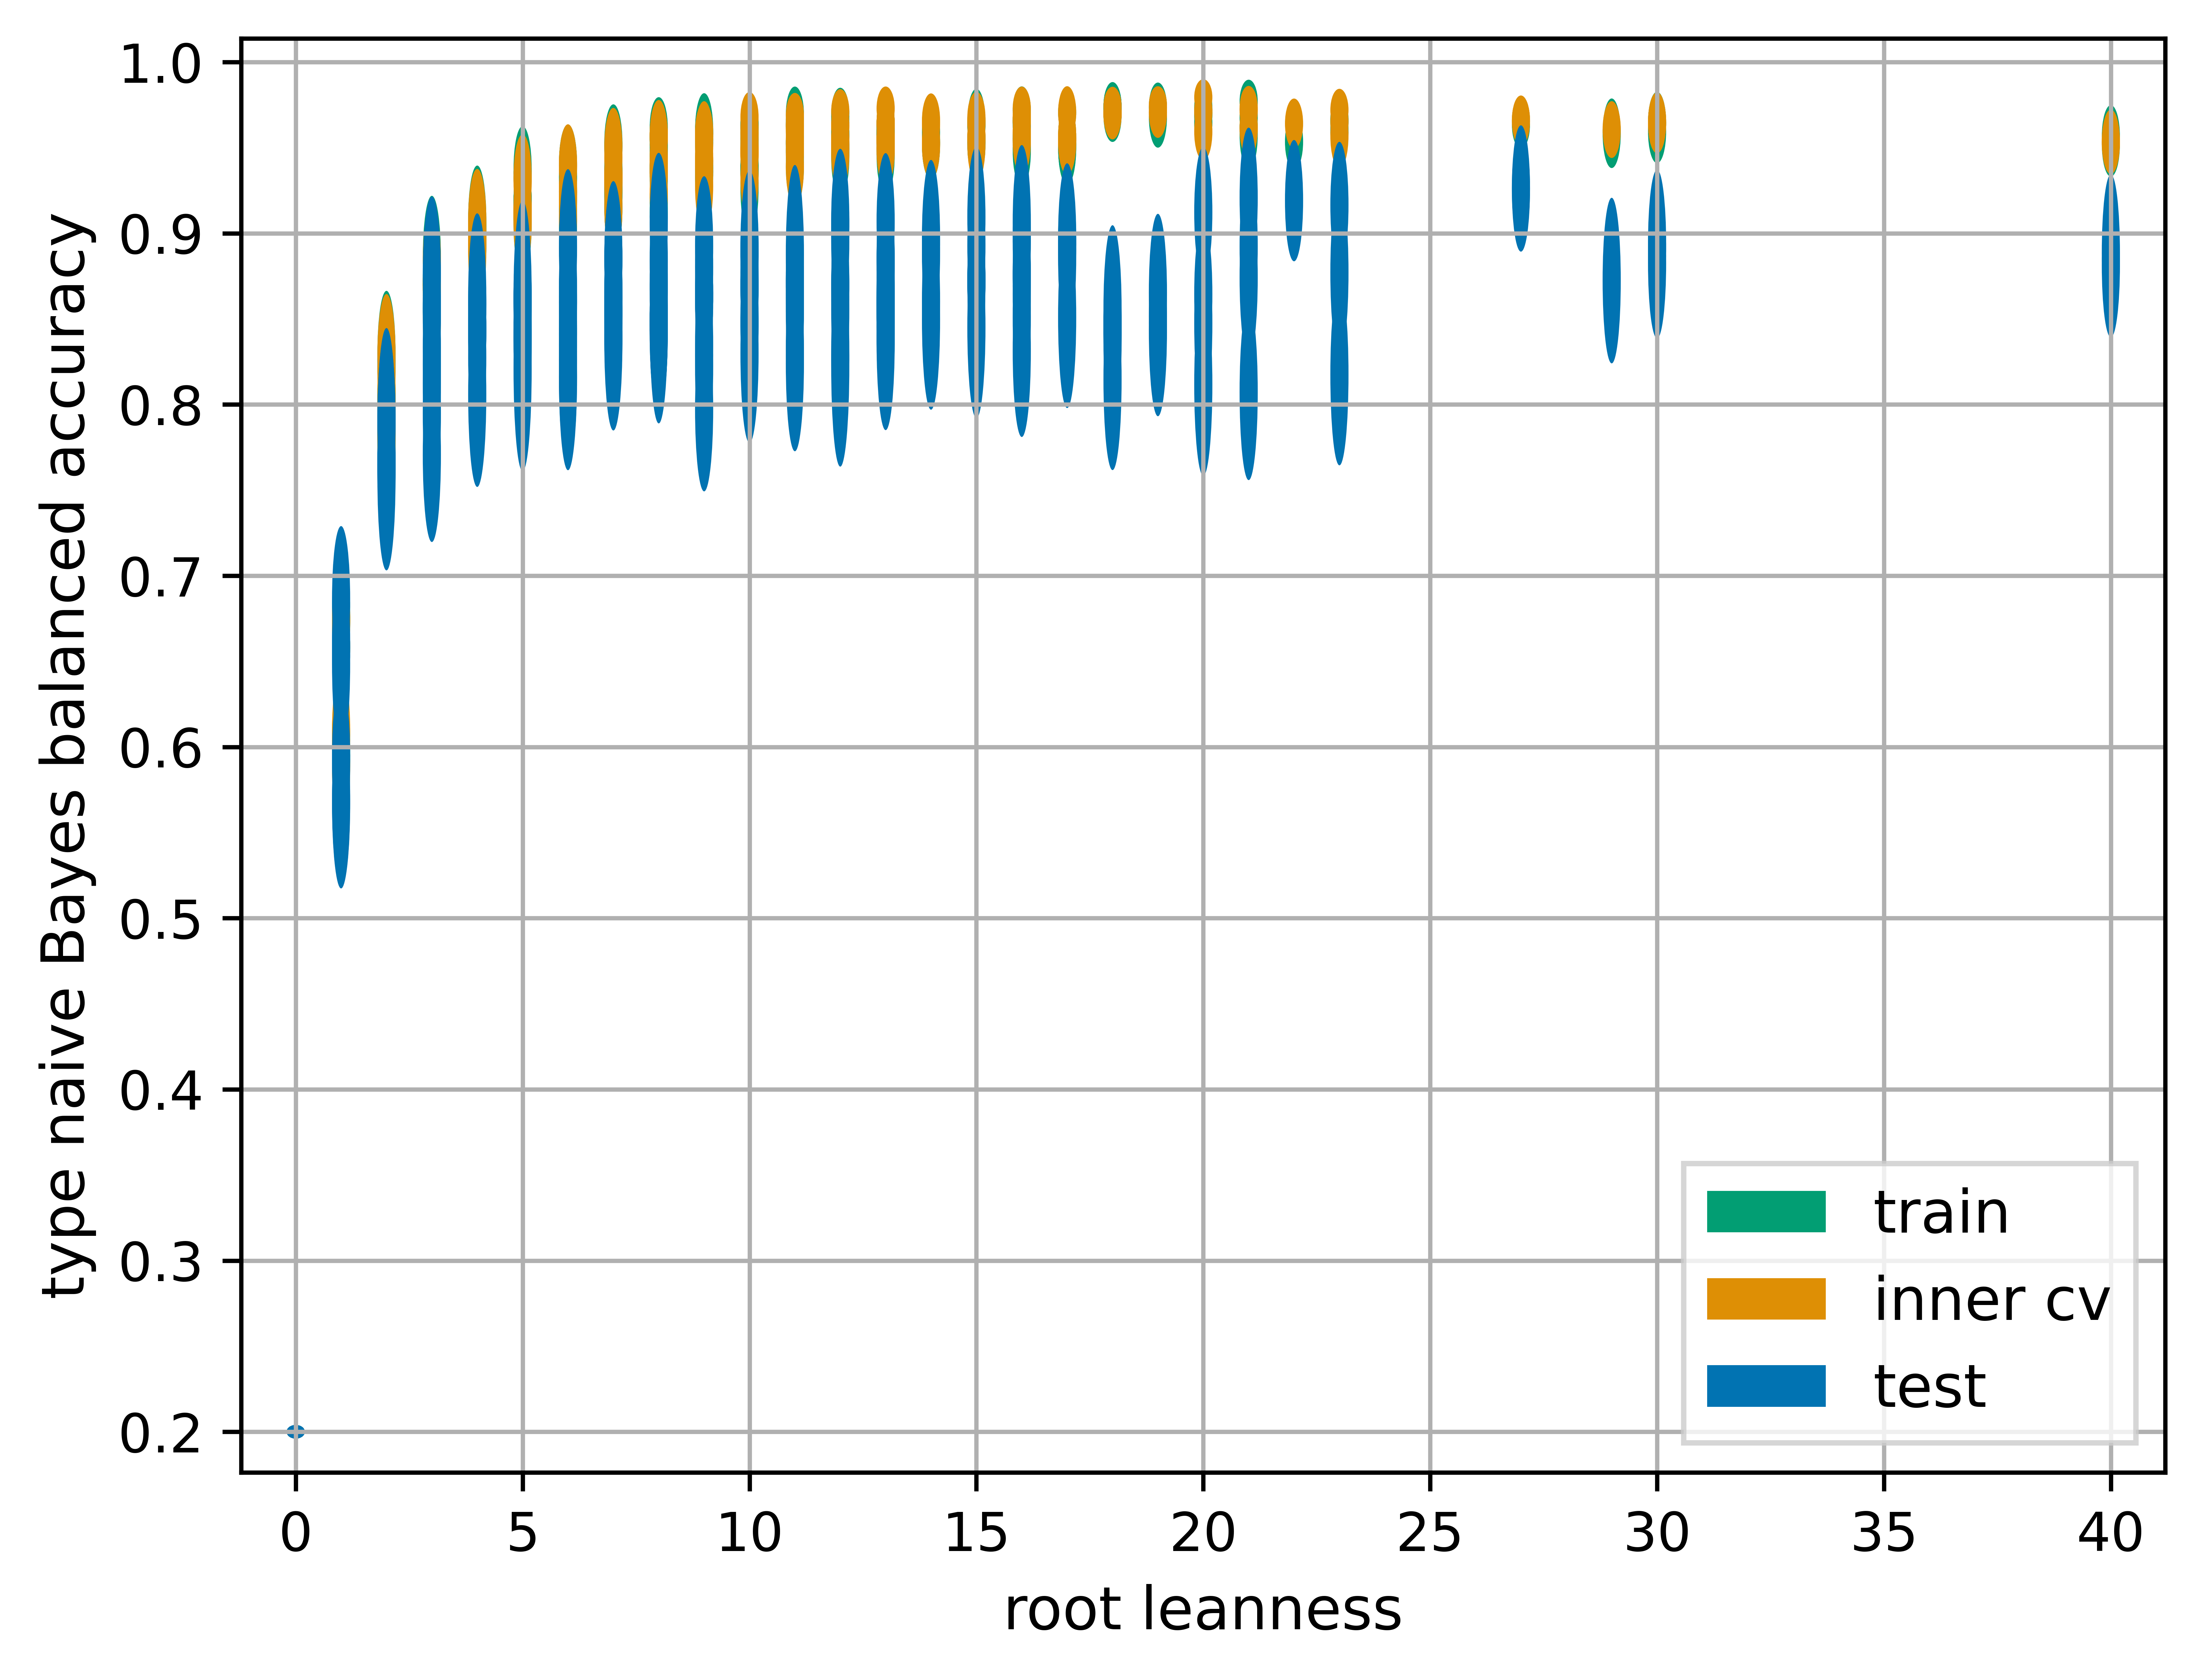 type naive Bayes balanced accuracy
1.0
0.9
0.8
0.7
0.6
0.5
0.4
0.3
0.2
train
inner cv
test
0 5 10 15 20 25 30 35 40
root leanness